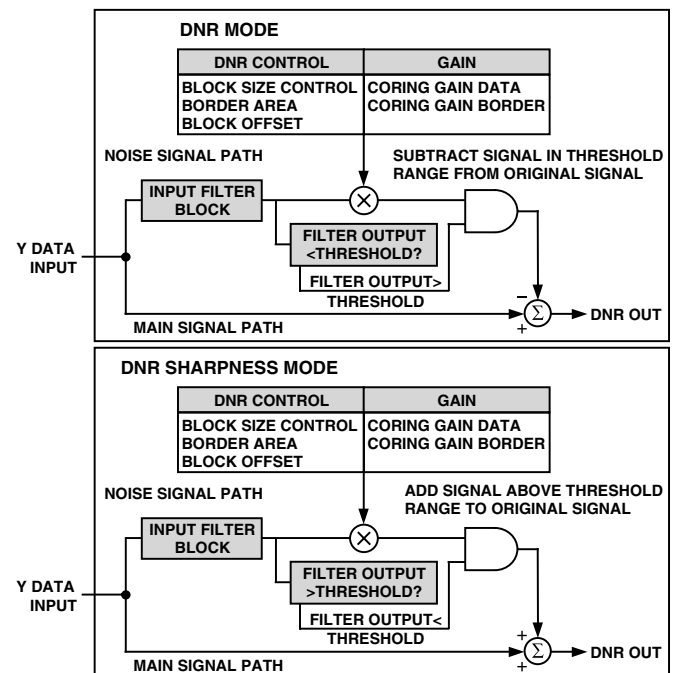 DNR MODE
DNR CONTROL
GAIN
BLOCK SIZE CONTROL
BORDER AREA
BLOCK OFFSET
CORING GAIN DATA
CORING GAIN BORDER
NOISE SIGNAL PATH
SUBTRACT SIGNAL IN THRESHOLD
RANGE FROM ORIGINAL SIGNAL
INPUT FILTER
BLOCK
×
FILTER OUTPUT
<THRESHOLD?
FILTER OUTPUT>
THRESHOLD
Y DATA
INPUT
MAIN SIGNAL PATH
−
Σ
+
DNR OUT
DNR SHARPNESS MODE
DNR CONTROL
GAIN
BLOCK SIZE CONTROL
BORDER AREA
BLOCK OFFSET
CORING GAIN DATA
CORING GAIN BORDER
NOISE SIGNAL PATH
ADD SIGNAL ABOVE THRESHOLD
RANGE TO ORIGINAL SIGNAL
INPUT FILTER
BLOCK
×
FILTER OUTPUT
>THRESHOLD?
FILTER OUTPUT<
THRESHOLD
Y DATA
INPUT
MAIN SIGNAL PATH
+
Σ
+
DNR OUT